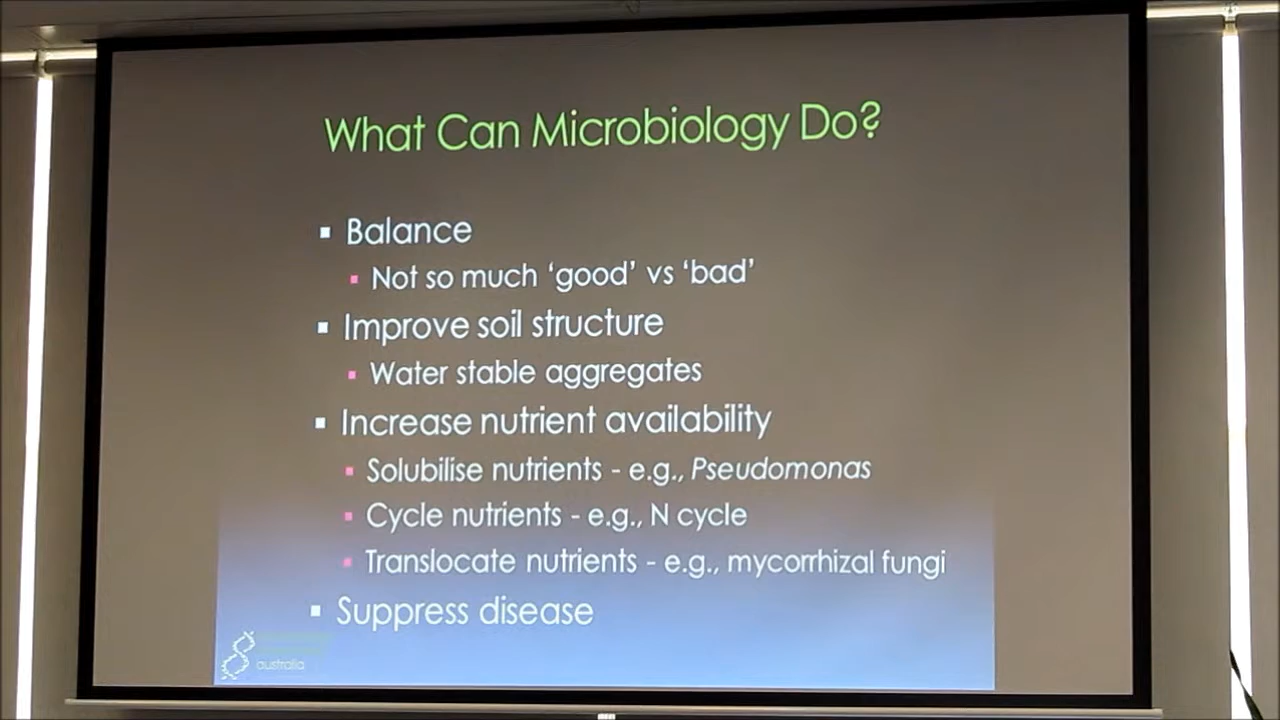 What Can Microbiology Do?
▪ Balance
▪ Not so much ‘good’ vs ‘bad’
▪ Improve soil structure
▪ Water stable aggregates
▪ Increase nutrient availability
▪ Solubilise nutrients - e.g., Pseudomonas
▪ Cycle nutrients - e.g., N cycle
▪ Translocate nutrients - e.g., mycorrhizal fungi
▪ Suppress disease
australia